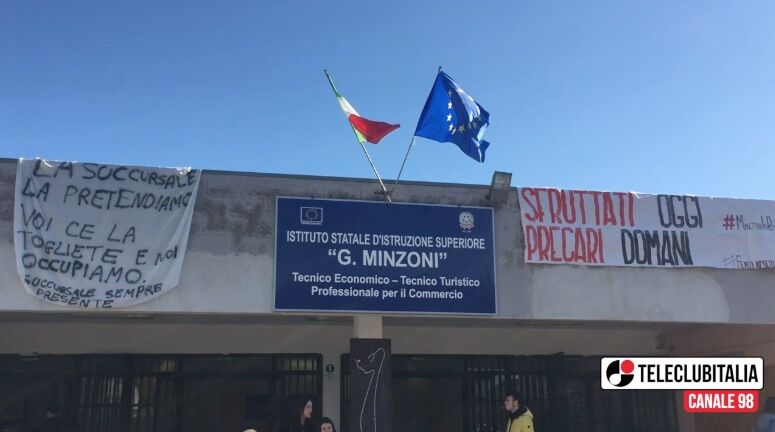 LA SUCCURSALE
LA PRETENDIAMO
VOI CE LA
TOGLIETE E NOI
OCCUPIAMO.
SUCCURSALE SEMPRE
PRESENTE
ISTITUTO STATALE D'ISTRUZIONE SUPERIORE
"G. MINZONI"
Tecnico Economico – Tecnico Turistico
Professionale per il Commercio
SFRUTTATI OGGI
PRECARI DOMANI
TELECLUBITALIA
CANALE 98